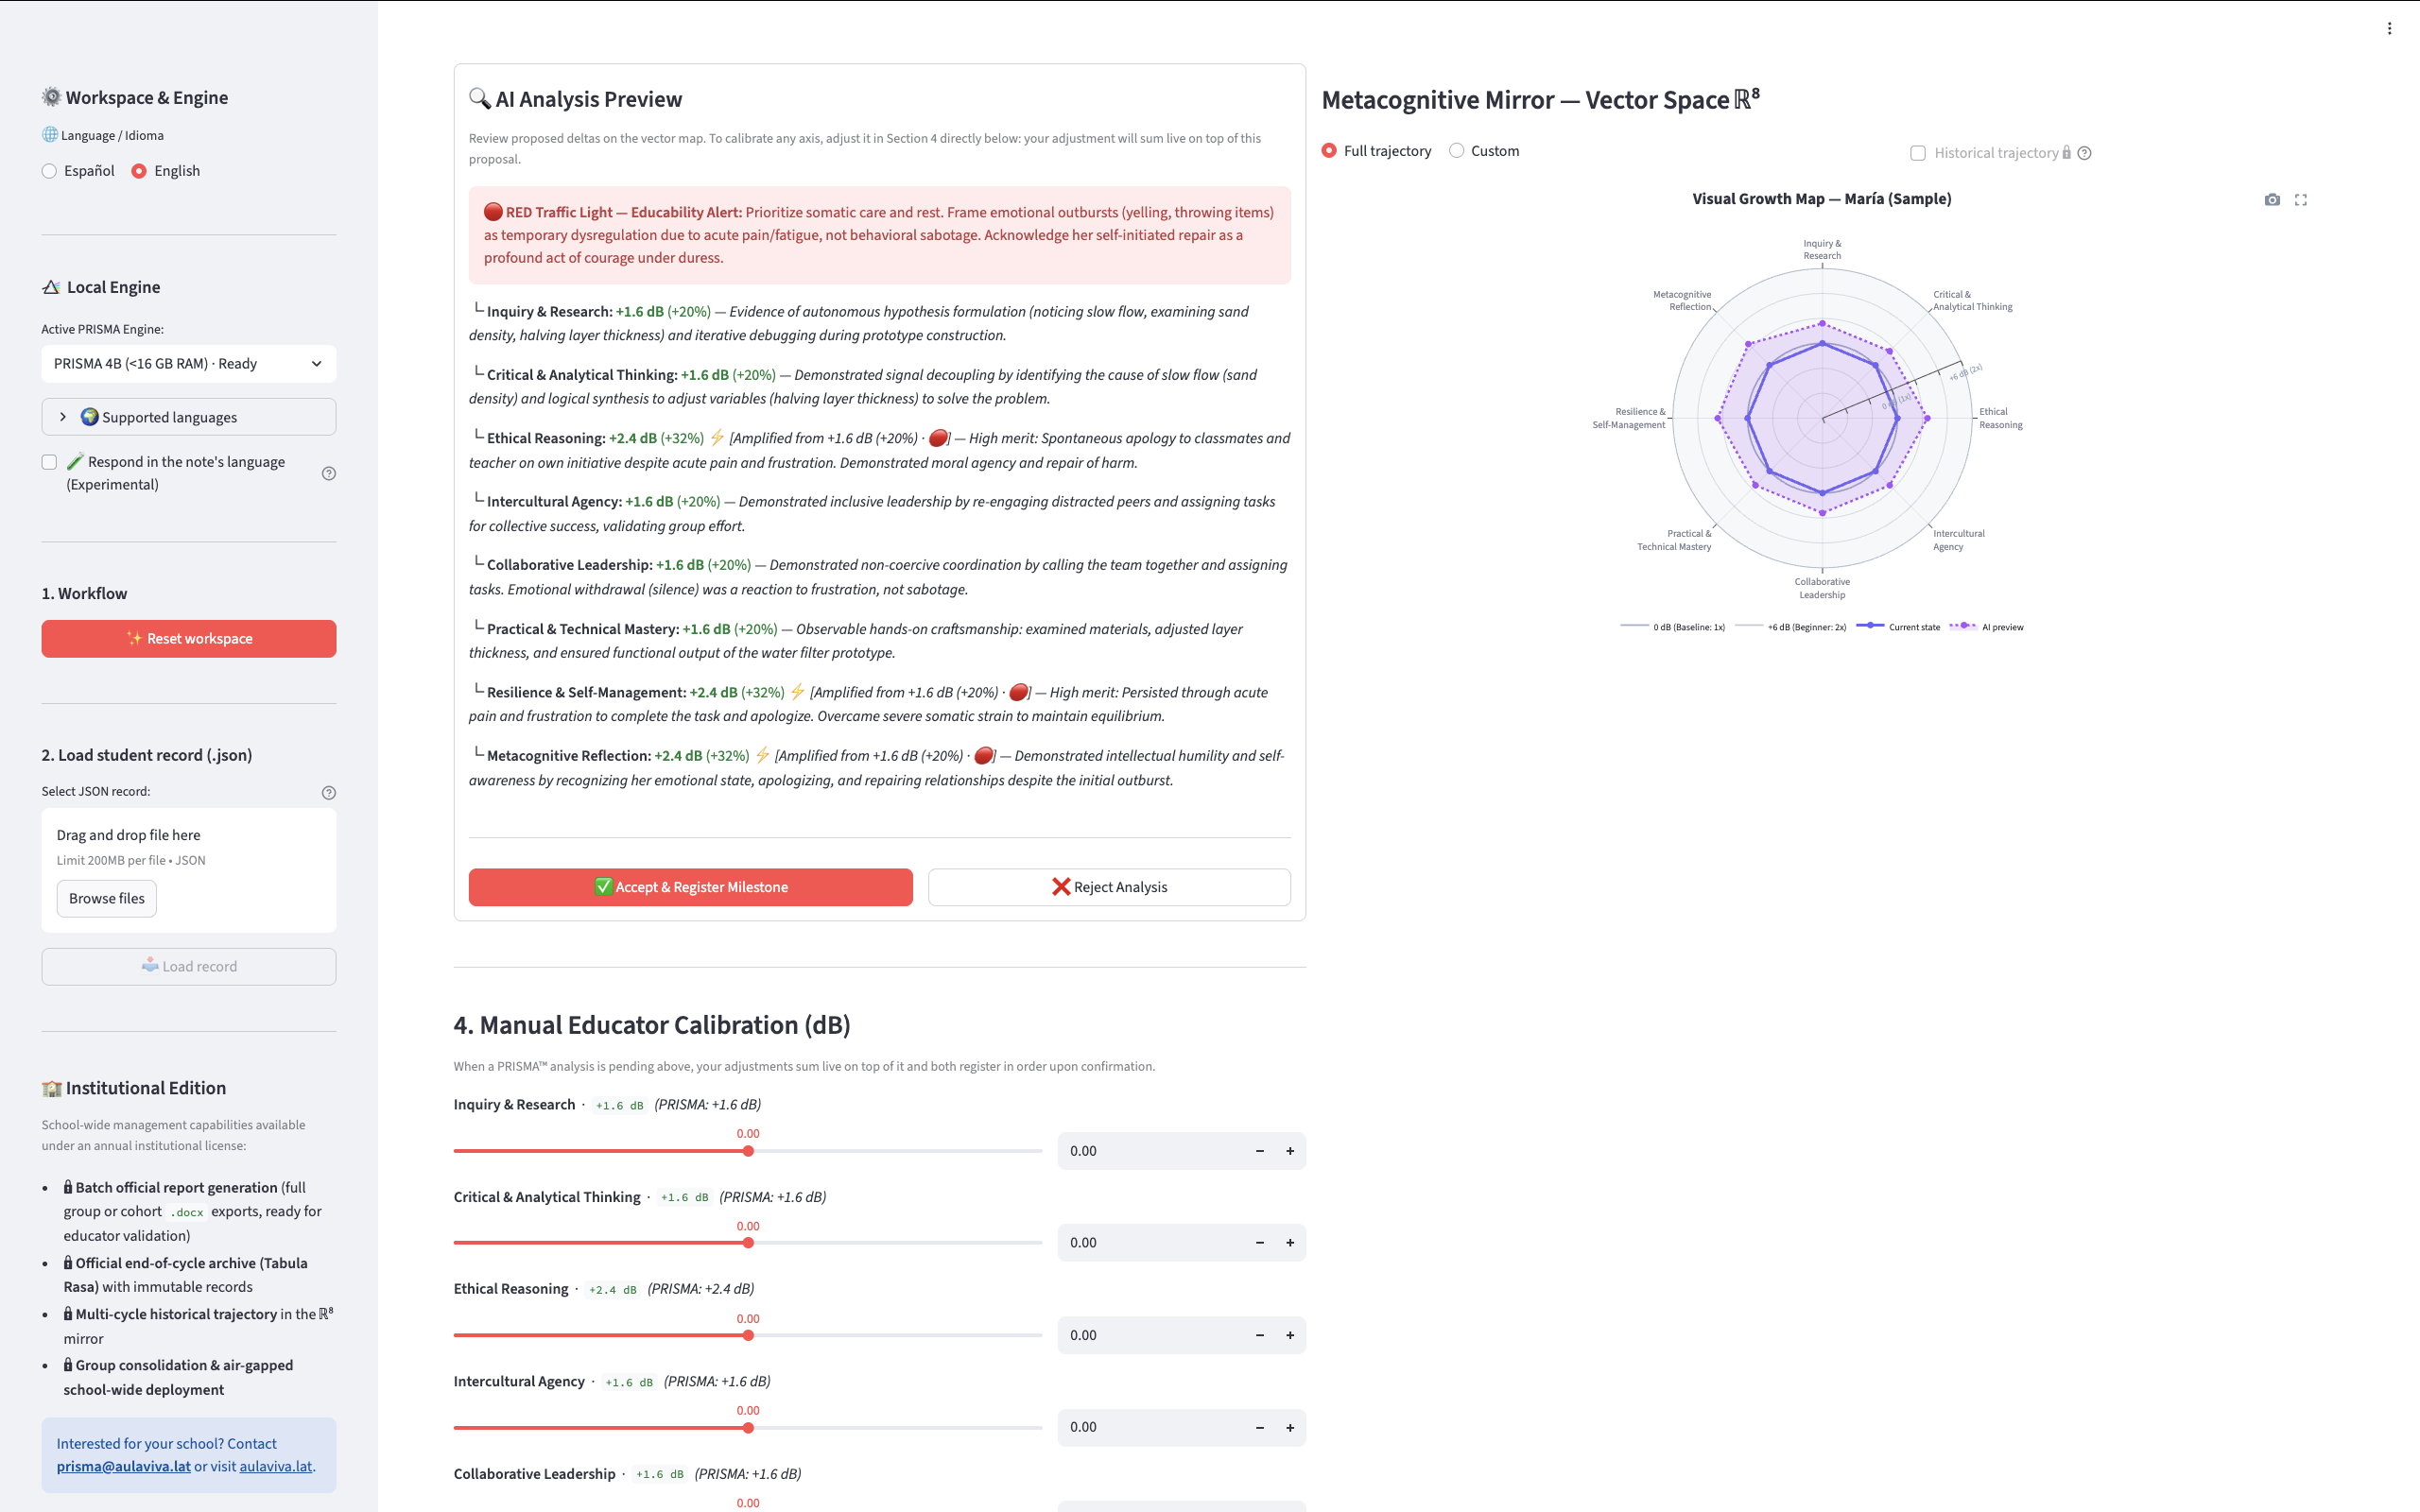 Workspace & Engine
Language / Idioma
Español
English
Local Engine
Active PRISMA Engine:
PRISMA 4B (<16 GB RAM) · Ready
Supported languages
Respond in the note's language
(Experimental)
1. Workflow
Reset workspace
2. Load student record (.json)
Select JSON record:
Drag and drop file here
Limit 200MB per file • JSON
Browse files
Load record
Institutional Edition
School-wide management capabilities available
under an annual institutional license:
• Batch official report generation (full
group or cohort .docx exports, ready for
educator validation)
• Official end-of-cycle archive (Tabula
Rasa) with immutable records
• Multi-cycle historical trajectory in the ℝ⁸
mirror
• Group consolidation & air-gapped
school-wide deployment
Interested for your school? Contact
prisma@aulaviva.lat or visit aulaviva.lat.
AI Analysis Preview
Review proposed deltas on the vector map. To calibrate any axis, adjust it in Section 4 directly below: your adjustment will sum live on top of this
proposal.
RED Traffic Light — Educability Alert: Prioritize somatic care and rest. Frame emotional outbursts (yelling, throwing items)
as temporary dysregulation due to acute pain/fatigue, not behavioral sabotage. Acknowledge her self-initiated repair as a
profound act of courage under duress.
└ Inquiry & Research: +1.6 dB (+20%) — Evidence of autonomous hypothesis formulation (noticing slow flow, examining sand
density, halving layer thickness) and iterative debugging during prototype construction.
└ Critical & Analytical Thinking: +1.6 dB (+20%) — Demonstrated signal decoupling by identifying the cause of slow flow (sand
density) and logical synthesis to adjust variables (halving layer thickness) to solve the problem.
└ Ethical Reasoning: +2.4 dB (+32%) ⚡ [Amplified from +1.6 dB (+20%) · 🔴] — High merit: Spontaneous apology to classmates and
teacher on own initiative despite acute pain and frustration. Demonstrated moral agency and repair of harm.
└ Intercultural Agency: +1.6 dB (+20%) — Demonstrated inclusive leadership by re-engaging distracted peers and assigning tasks
for collective success, validating group effort.
└ Collaborative Leadership: +1.6 dB (+20%) — Demonstrated non-coercive coordination by calling the team together and assigning
tasks. Emotional withdrawal (silence) was a reaction to frustration, not sabotage.
└ Practical & Technical Mastery: +1.6 dB (+20%) — Observable hands-on craftsmanship: examined materials, adjusted layer
thickness, and ensured functional output of the water filter prototype.
└ Resilience & Self-Management: +2.4 dB (+32%) ⚡ [Amplified from +1.6 dB (+20%) · 🔴] — High merit: Persisted through acute
pain and frustration to complete the task and apologize. Overcame severe somatic strain to maintain equilibrium.
└ Metacognitive Reflection: +2.4 dB (+32%) ⚡ [Amplified from +1.6 dB (+20%) · 🔴] — Demonstrated intellectual humility and self-
awareness by recognizing her emotional state, apologizing, and repairing relationships despite the initial outburst.
Accept & Register Milestone
Reject Analysis
4. Manual Educator Calibration (dB)
When a PRISMA™ analysis is pending above, your adjustments sum live on top of it and both register in order upon confirmation.
Inquiry & Research · +1.6 dB (PRISMA: +1.6 dB)
0.00
0.00 − +
Critical & Analytical Thinking · +1.6 dB (PRISMA: +1.6 dB)
0.00
0.00 − +
Ethical Reasoning · +2.4 dB (PRISMA: +2.4 dB)
0.00
0.00 − +
Intercultural Agency · +1.6 dB (PRISMA: +1.6 dB)
0.00
0.00 − +
Collaborative Leadership · +1.6 dB (PRISMA: +1.6 dB)
0.00
Metacognitive Mirror — Vector Space ℝ⁸
Full trajectory
Custom
Historical trajectory
Visual Growth Map — María (Sample)
Inquiry &
Research
Critical &
Analytical Thinking
Ethical
Reasoning
Intercultural
Agency
Collaborative
Leadership
Practical &
Technical Mastery
Resilience &
Self-Management
Metacognitive
Reflection
+6 dB (2x)
0 dB (1x)
0 dB (Baseline: 1x)
+6 dB (Beginner: 2x)
Current state
AI preview